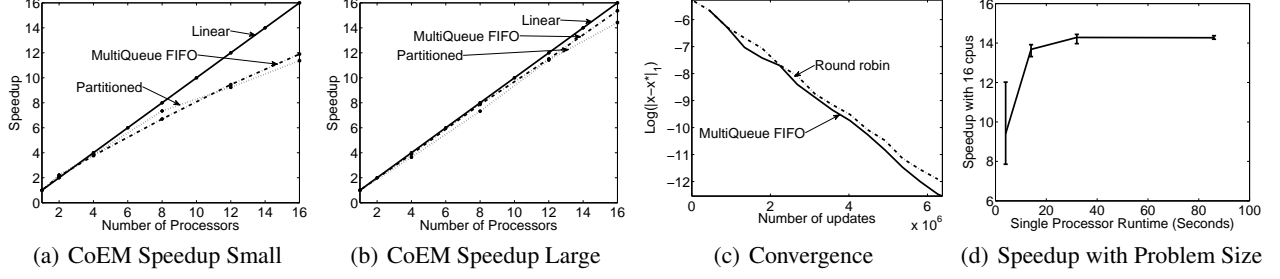 16
14
12
10
8
6
4
2
Speedup
Linear
MultiQueue FIFO
Partitioned
2 4 6 8 10 12 14 16
Number of Processors
(a) CoEM Speedup Small
16
14
12
10
8
6
4
2
Speedup
Linear
MultiQueue FIFO
Partitioned
2 4 6 8 10 12 14 16
Number of Processors
(b) CoEM Speedup Large
−6
−7
−8
−9
−10
−11
−12
Log(|x−x*|₁)
Round robin
MultiQueue FIFO
0 2 4 6
Number of updates
x 10⁶
(c) Convergence
16
14
12
10
8
6
Speedup with 16 cpus
0 20 40 60 80 100
Single Processor Runtime (Seconds)
(d) Speedup with Problem Size